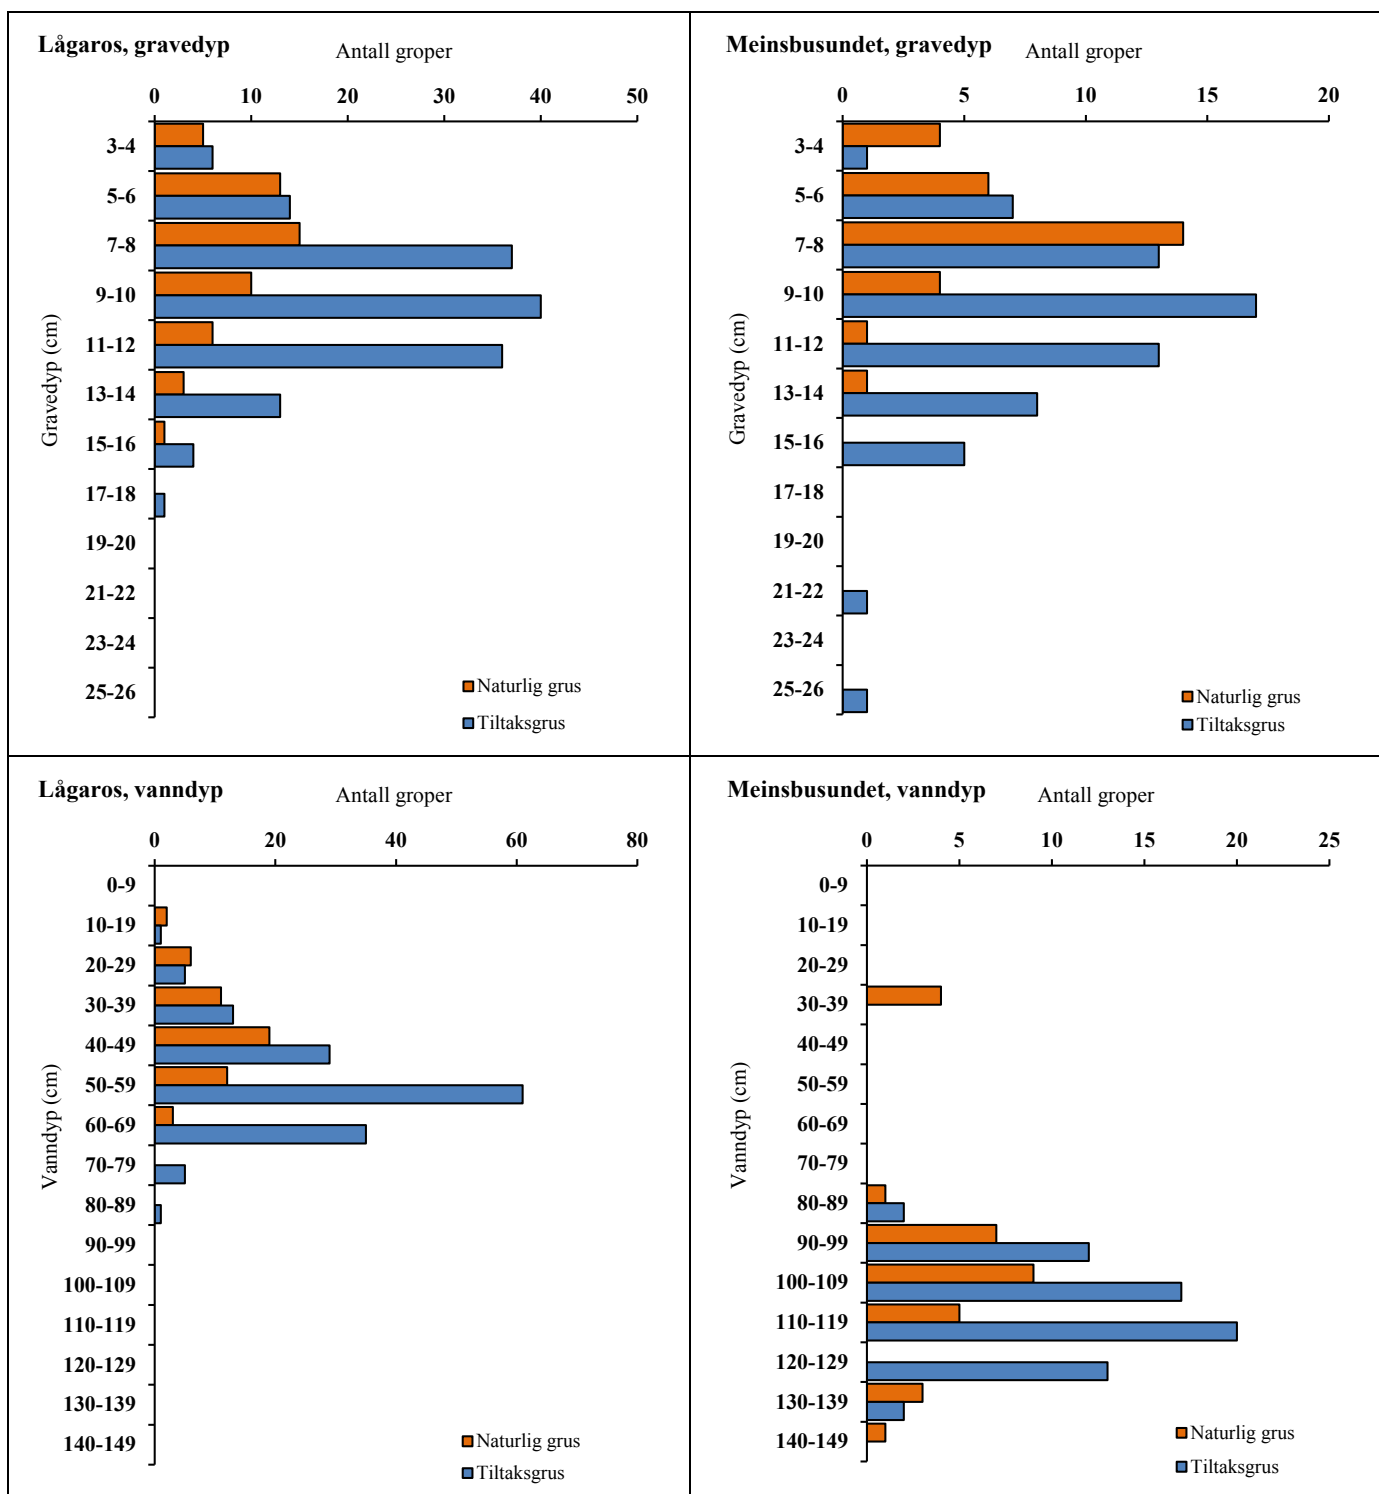 Lågaros, gravedyp
Antall groper
0 10 20 30 40 50
3-4
5-6
7-8
9-10
11-12
13-14
15-16
17-18
19-20
21-22
23-24
25-26
Gravedyp (cm)
Naturlig grus
Tiltaksgrus
Meinsbusundet, gravedyp
Antall groper
0 5 10 15 20
3-4
5-6
7-8
9-10
11-12
13-14
15-16
17-18
19-20
21-22
23-24
25-26
Gravedyp (cm)
Naturlig grus
Tiltaksgrus
Lågaros, vanndyp
Antall groper
0 20 40 60 80
0-9
10-19
20-29
30-39
40-49
50-59
60-69
70-79
80-89
90-99
100-109
110-119
120-129
130-139
140-149
Vanndyp (cm)
Naturlig grus
Tiltaksgrus
Meinsbusundet, vanndyp
Antall groper
0 5 10 15 20 25
0-9
10-19
20-29
30-39
40-49
50-59
60-69
70-79
80-89
90-99
100-109
110-119
120-129
130-139
140-149
Vanndyp (cm)
Naturlig grus
Tiltaksgrus